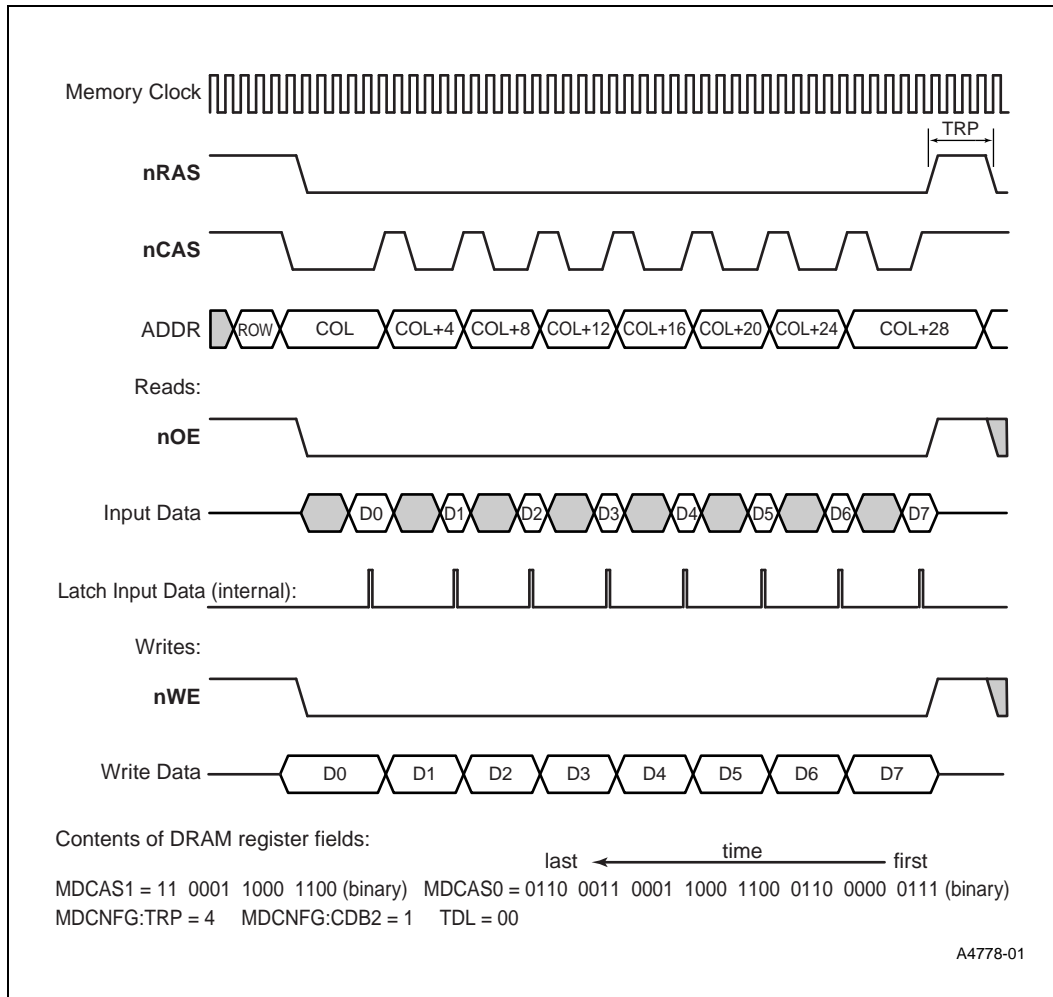 Memory Clock
TRP
nRAS
nCAS
ADDR ROW COL COL+4 COL+8 COL+12 COL+16 COL+20 COL+24 COL+28
Reads:
nOE
Input Data D0 D1 D2 D3 D4 D5 D6 D7
Latch Input Data (internal):
Writes:
nWE
Write Data D0 D1 D2 D3 D4 D5 D6 D7
Contents of DRAM register fields:
last time first
MDCAS1 = 11 0001 1000 1100 (binary) MDCAS0 = 0110 0011 0001 1000 1100 0110 0000 0111 (binary)
MDCNFG:TRP = 4 MDCNFG:CDB2 = 1 TDL = 00
A4778-01